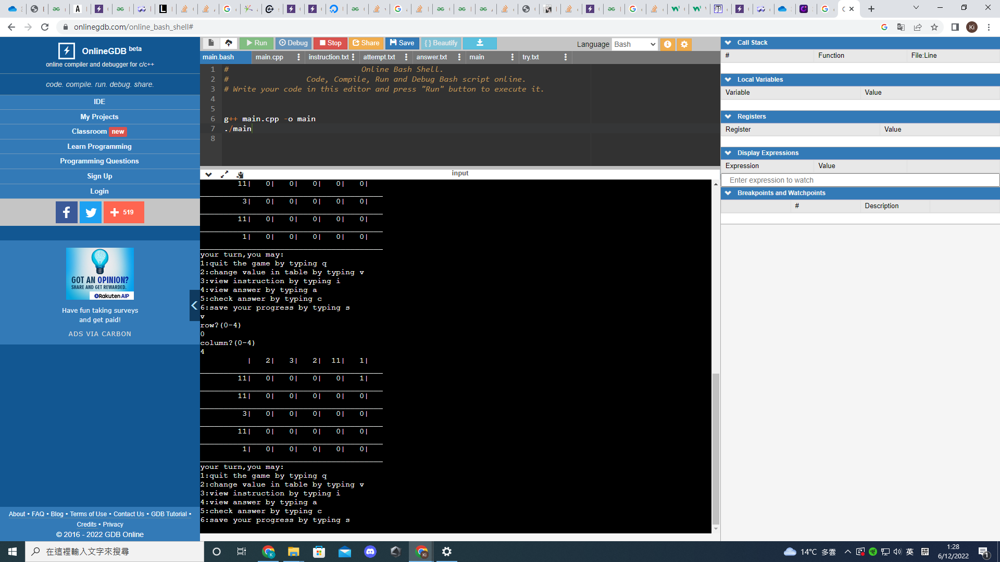 onlinegdb.com/online_bash_shell#
Ki
OnlineGDB beta
online compiler and debugger for c/c++
code. compile. run. debug. share.
IDE
My Projects
Classroom new
Learn Programming
Programming Questions
Sign Up
Login
519
GOT AN OPINION?
SHARE AND GET REWARDED.
Rakuten AIP
Have fun taking surveys
and get paid!
ADS VIA CARBON
About • FAQ • Blog • Terms of Use • Contact Us • GDB Tutorial •
Credits • Privacy
© 2016 - 2022 GDB Online
Run Debug Stop Share Save { } Beautify
Language Bash
main.bash main.cpp instruction.txt attempt.txt answer.txt main try.txt
1 # Online Bash Shell.
2 # Code, Compile, Run and Debug Bash script online.
3 # Write your code in this editor and press "Run" button to execute it.
4
5
6 g++ main.cpp -o main
7 ./main
8
input
11| 0| 0| 0| 0| 0|
3| 0| 0| 0| 0| 0|
11| 0| 0| 0| 0| 0|
1| 0| 0| 0| 0| 0|
your turn,you may:
1:quit the game by typing q
2:change value in table by typing v
3:view instruction by typing i
4:view answer by typing a
5:check answer by typing c
6:save your progress by typing s
v
row?(0-4)
0
column?(0-4)
4
| 2| 3| 2| 11| 1|
11| 0| 0| 0| 0| 1|
11| 0| 0| 0| 0| 0|
3| 0| 0| 0| 0| 0|
11| 0| 0| 0| 0| 0|
1| 0| 0| 0| 0| 0|
your turn,you may:
1:quit the game by typing q
2:change value in table by typing v
3:view instruction by typing i
4:view answer by typing a
5:check answer by typing c
6:save your progress by typing s
Call Stack
# Function File:Line
Local Variables
Variable Value
Registers
Register Value
Display Expressions
Expression Value
Enter expression to watch
Breakpoints and Watchpoints
# Description
在這裡輸入文字來搜尋
14°C 多雲
英
1:28
6/12/2022
1